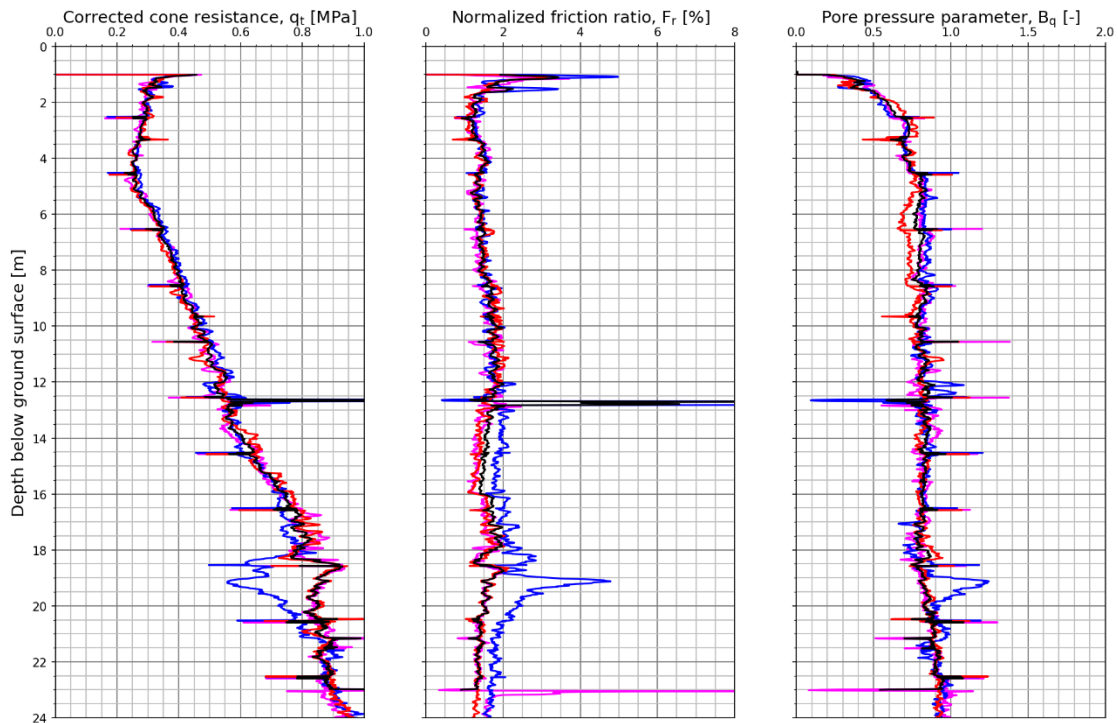 Corrected cone resistance, qt [MPa]
Normalized friction ratio, Fr [%]
Pore pressure parameter, Bq [-]
0.0 0.2 0.4 0.6 0.8 1.0
0 2 4 6 8
0.0 0.5 1.0 1.5 2.0
0
2
4
6
8
10
12
14
16
18
20
22
24
Depth below ground surface [m]